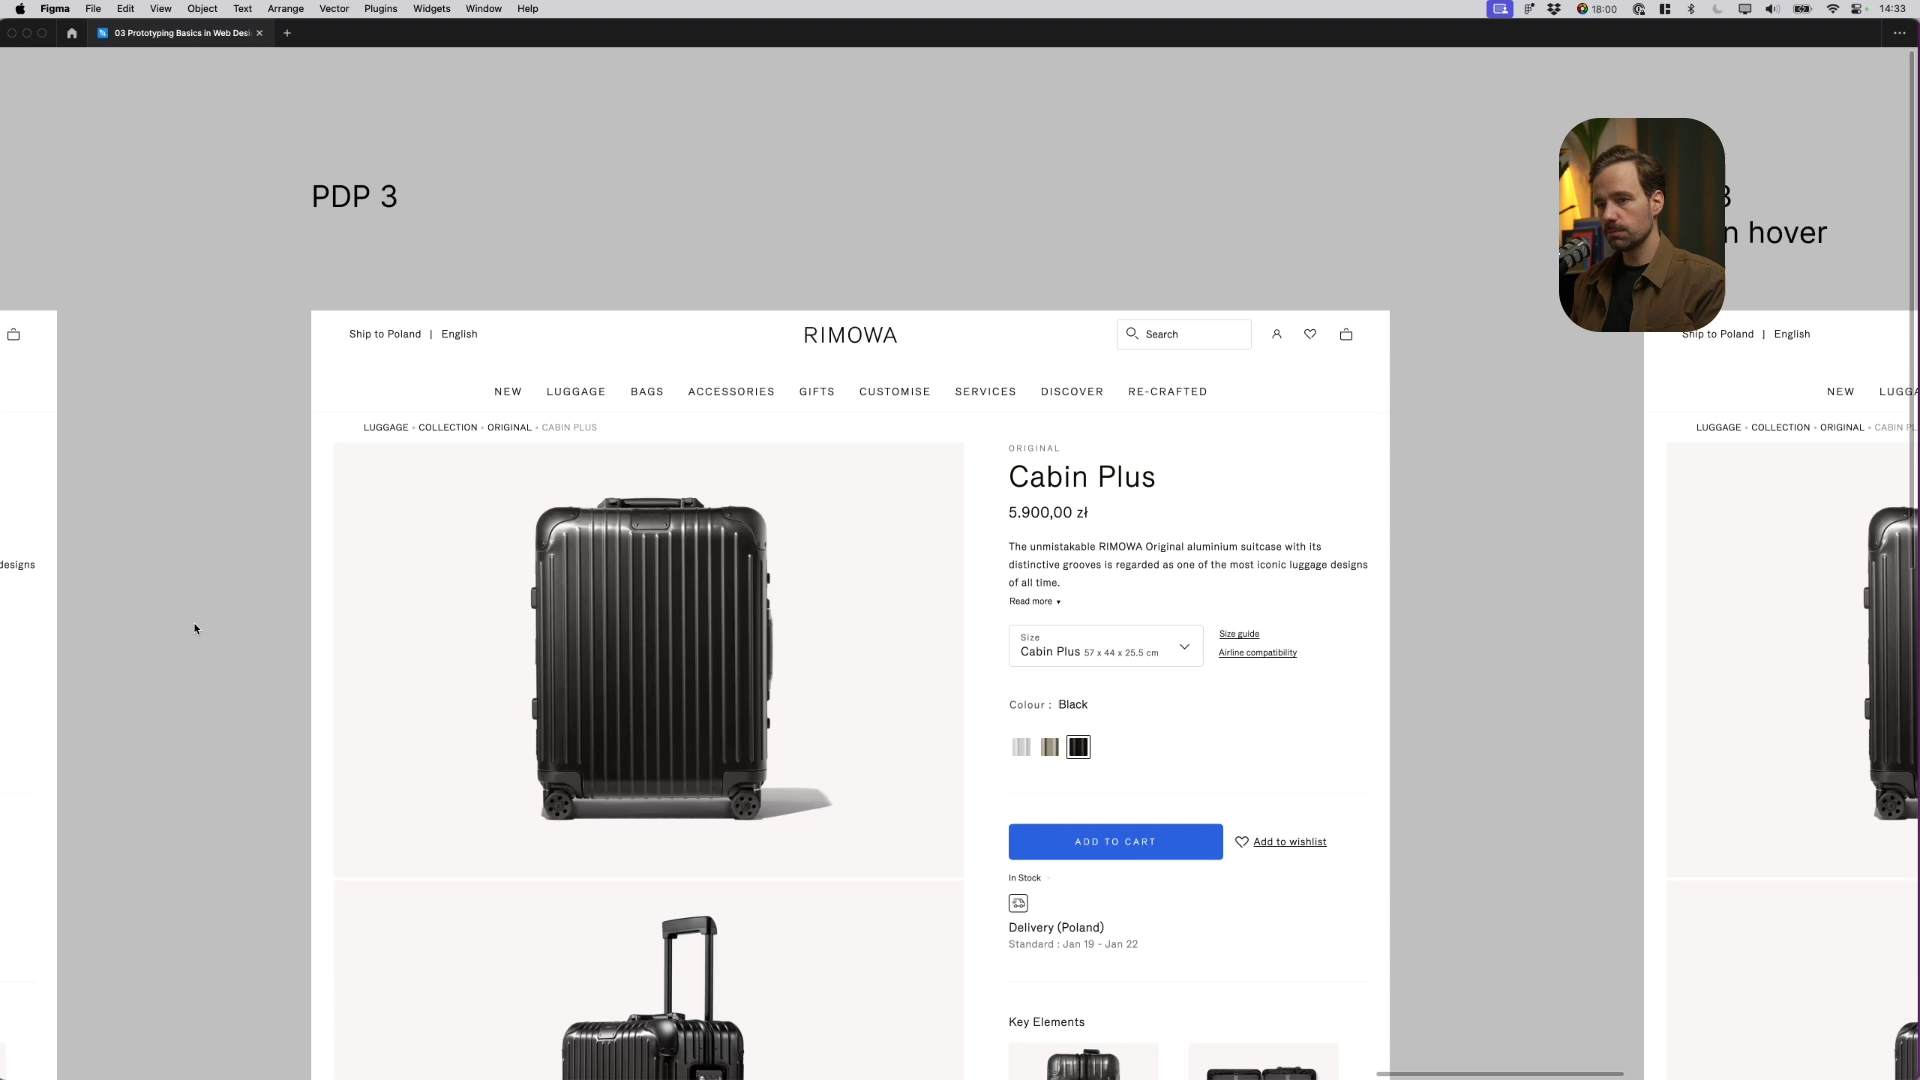 Figma File Edit View Object Text Arrange Vector Plugins Widgets Window Help
18:00
14:33
03 Prototyping Basics in Web Desi
PDP 3
3
n hover
Ship to Poland | English
RIMOWA
Search
Ship to Poland | English
NEW LUGGAGE BAGS ACCESSORIES GIFTS CUSTOMISE SERVICES DISCOVER RE-CRAFTED
NEW LUGGA
LUGGAGE • COLLECTION • ORIGINAL • CABIN PLUS
LUGGAGE • COLLECTION • ORIGINAL • CABIN PL
ORIGINAL
Cabin Plus
5.900,00 zł
The unmistakable RIMOWA Original aluminium suitcase with its
distinctive grooves is regarded as one of the most iconic luggage designs
of all time.
designs
Read more
Size
Cabin Plus 57 x 44 x 25.5 cm
Size guide
Airline compatibility
Colour : Black
ADD TO CART
Add to wishlist
In Stock
Delivery (Poland)
Standard : Jan 19 - Jan 22
Key Elements